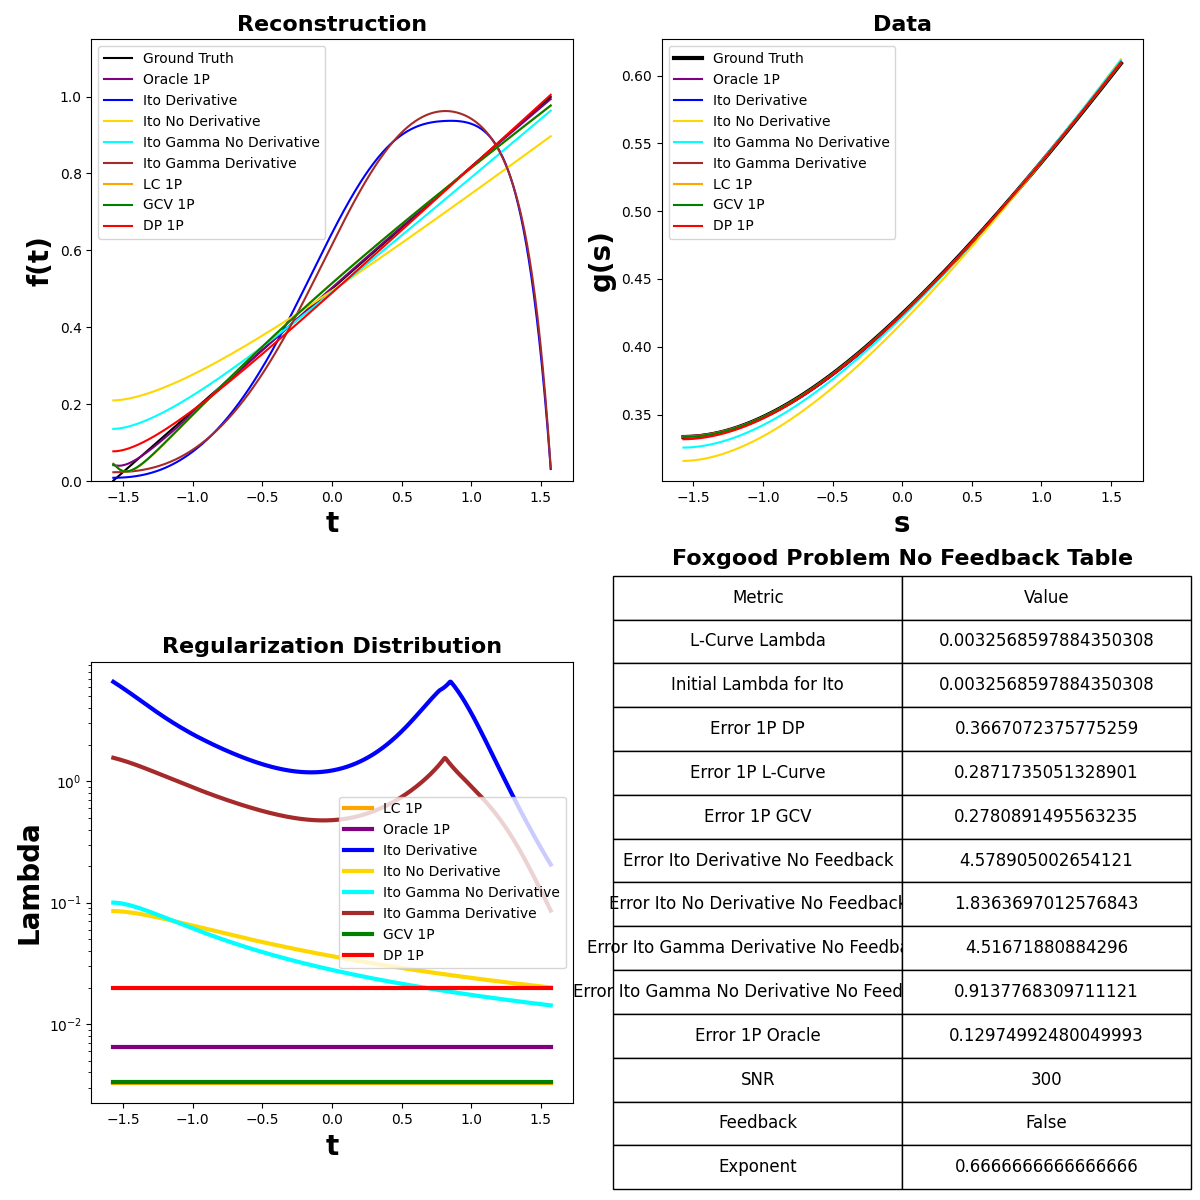 Reconstruction
Ground Truth
Oracle 1P
Ito Derivative
Ito No Derivative
Ito Gamma No Derivative
Ito Gamma Derivative
LC 1P
GCV 1P
DP 1P
f(t)
1.0
0.8
0.6
0.4
0.2
0.0
−1.5 −1.0 −0.5 0.0 0.5 1.0 1.5
t
Data
Ground Truth
Oracle 1P
Ito Derivative
Ito No Derivative
Ito Gamma No Derivative
Ito Gamma Derivative
LC 1P
GCV 1P
DP 1P
g(s)
0.60
0.55
0.50
0.45
0.40
0.35
−1.5 −1.0 −0.5 0.0 0.5 1.0 1.5
s
Regularization Distribution
LC 1P
Oracle 1P
Ito Derivative
Ito No Derivative
Ito Gamma No Derivative
Ito Gamma Derivative
GCV 1P
DP 1P
Lambda
10⁰
10⁻¹
10⁻²
−1.5 −1.0 −0.5 0.0 0.5 1.0 1.5
t
Foxgood Problem No Feedback Table
Metric Value
L-Curve Lambda 0.0032568597884350308
Initial Lambda for Ito 0.0032568597884350308
Error 1P DP 0.3667072375775259
Error 1P L-Curve 0.2871735051328901
Error 1P GCV 0.2780891495563235
Error Ito Derivative No Feedback 4.578905002654121
Error Ito No Derivative No Feedback 1.8363697012576843
Error Ito Gamma Derivative No Feedba 4.51671880884296
Error Ito Gamma No Derivative No Feed 0.9137768309711121
Error 1P Oracle 0.12974992480049993
SNR 300
Feedback False
Exponent 0.6666666666666666